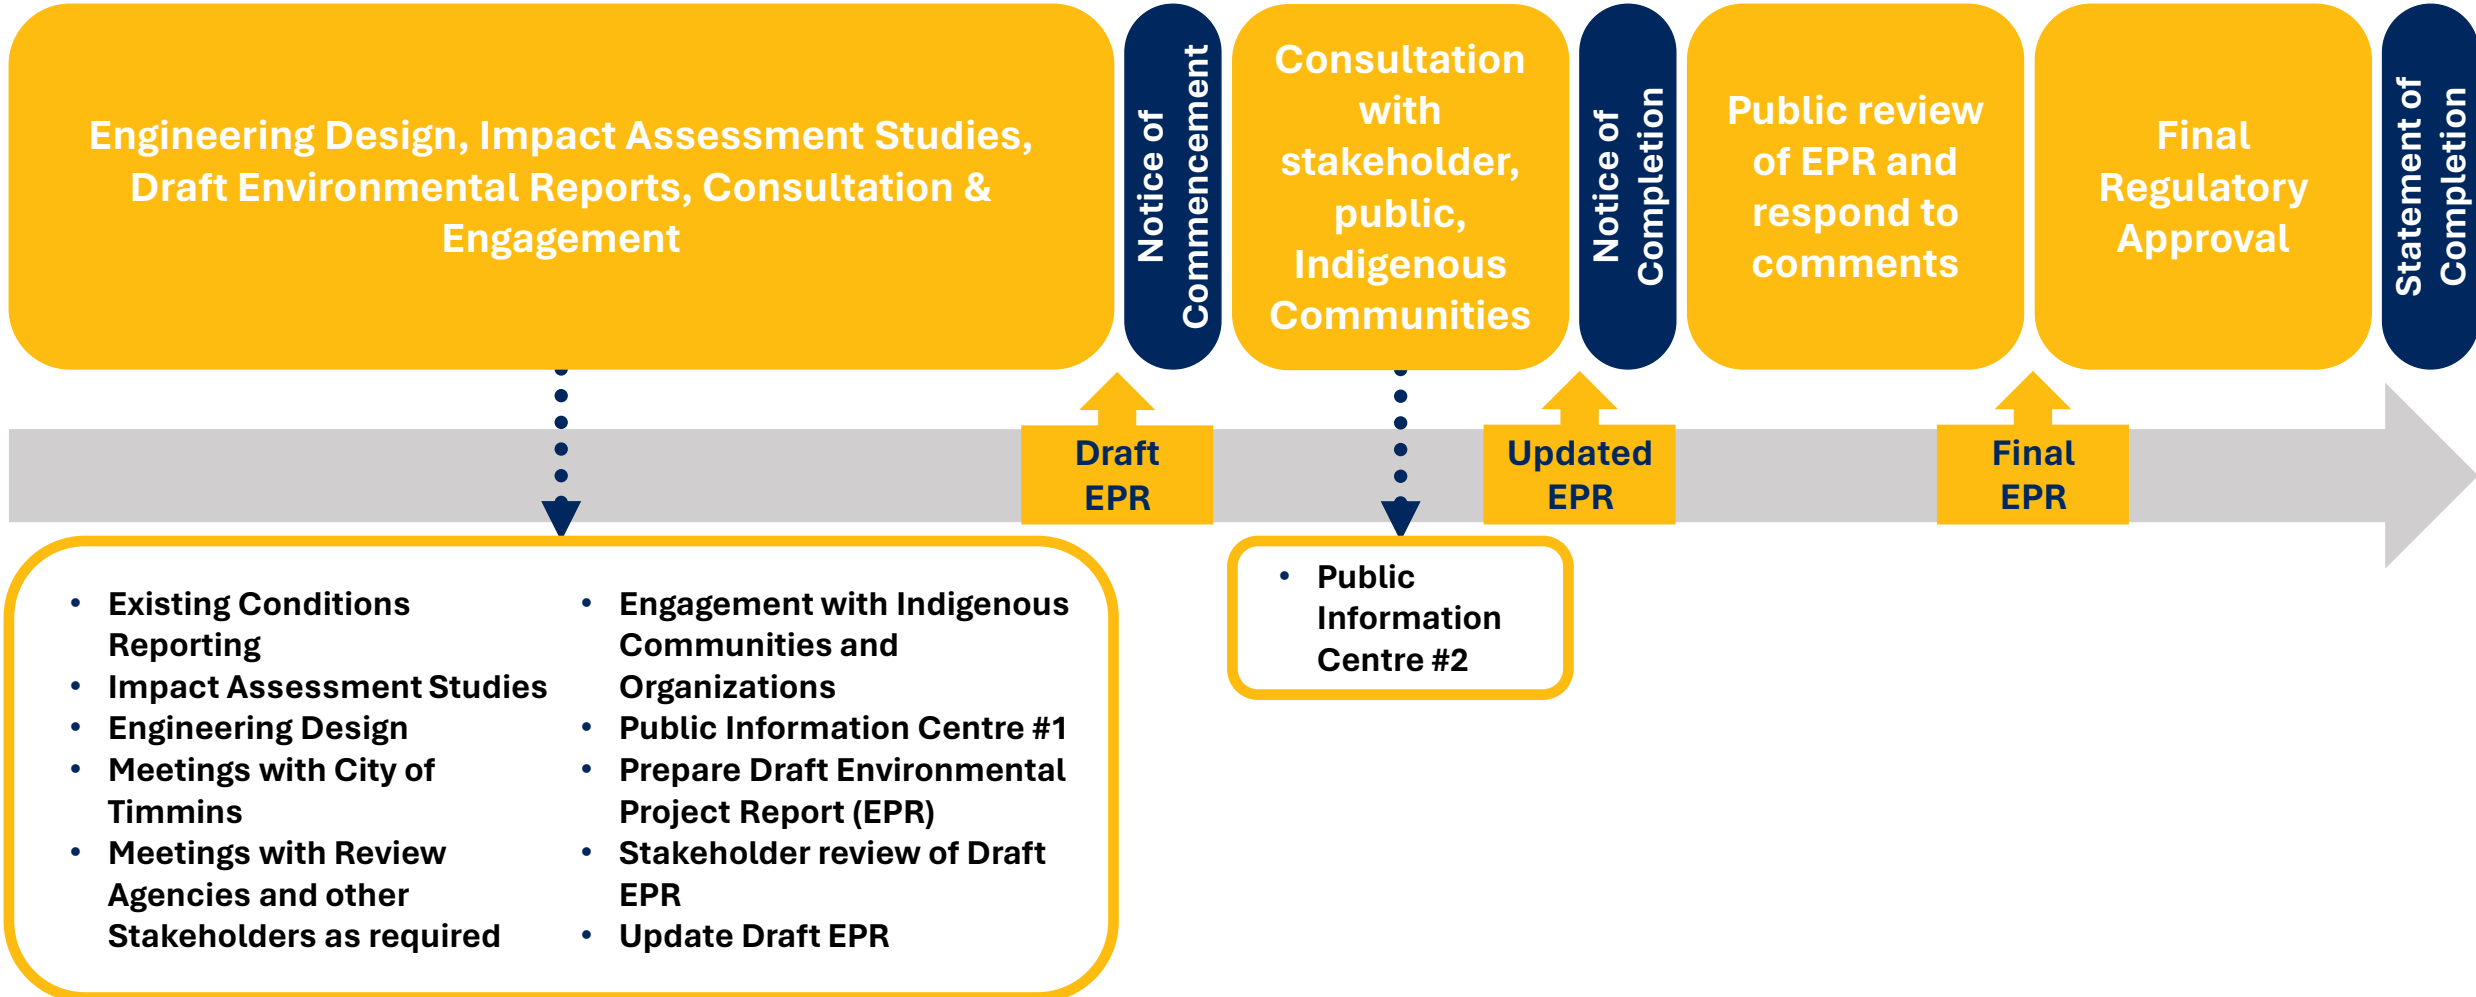 Engineering Design, Impact Assessment Studies,
Draft Environmental Reports, Consultation &
Engagement
Notice of
Commencement
Consultation
with
stakeholder,
public,
Indigenous
Communities
Notice of
Completion
Public review
of EPR and
respond to
comments
Final
Regulatory
Approval
Statement of
Completion
Draft
EPR
Updated
EPR
Final
EPR
• Existing Conditions
Reporting
• Impact Assessment Studies
• Engineering Design
• Meetings with City of
Timmins
• Meetings with Review
Agencies and other
Stakeholders as required
• Engagement with Indigenous
Communities and
Organizations
• Public Information Centre #1
• Prepare Draft Environmental
Project Report (EPR)
• Stakeholder review of Draft
EPR
• Update Draft EPR
• Public
Information
Centre #2